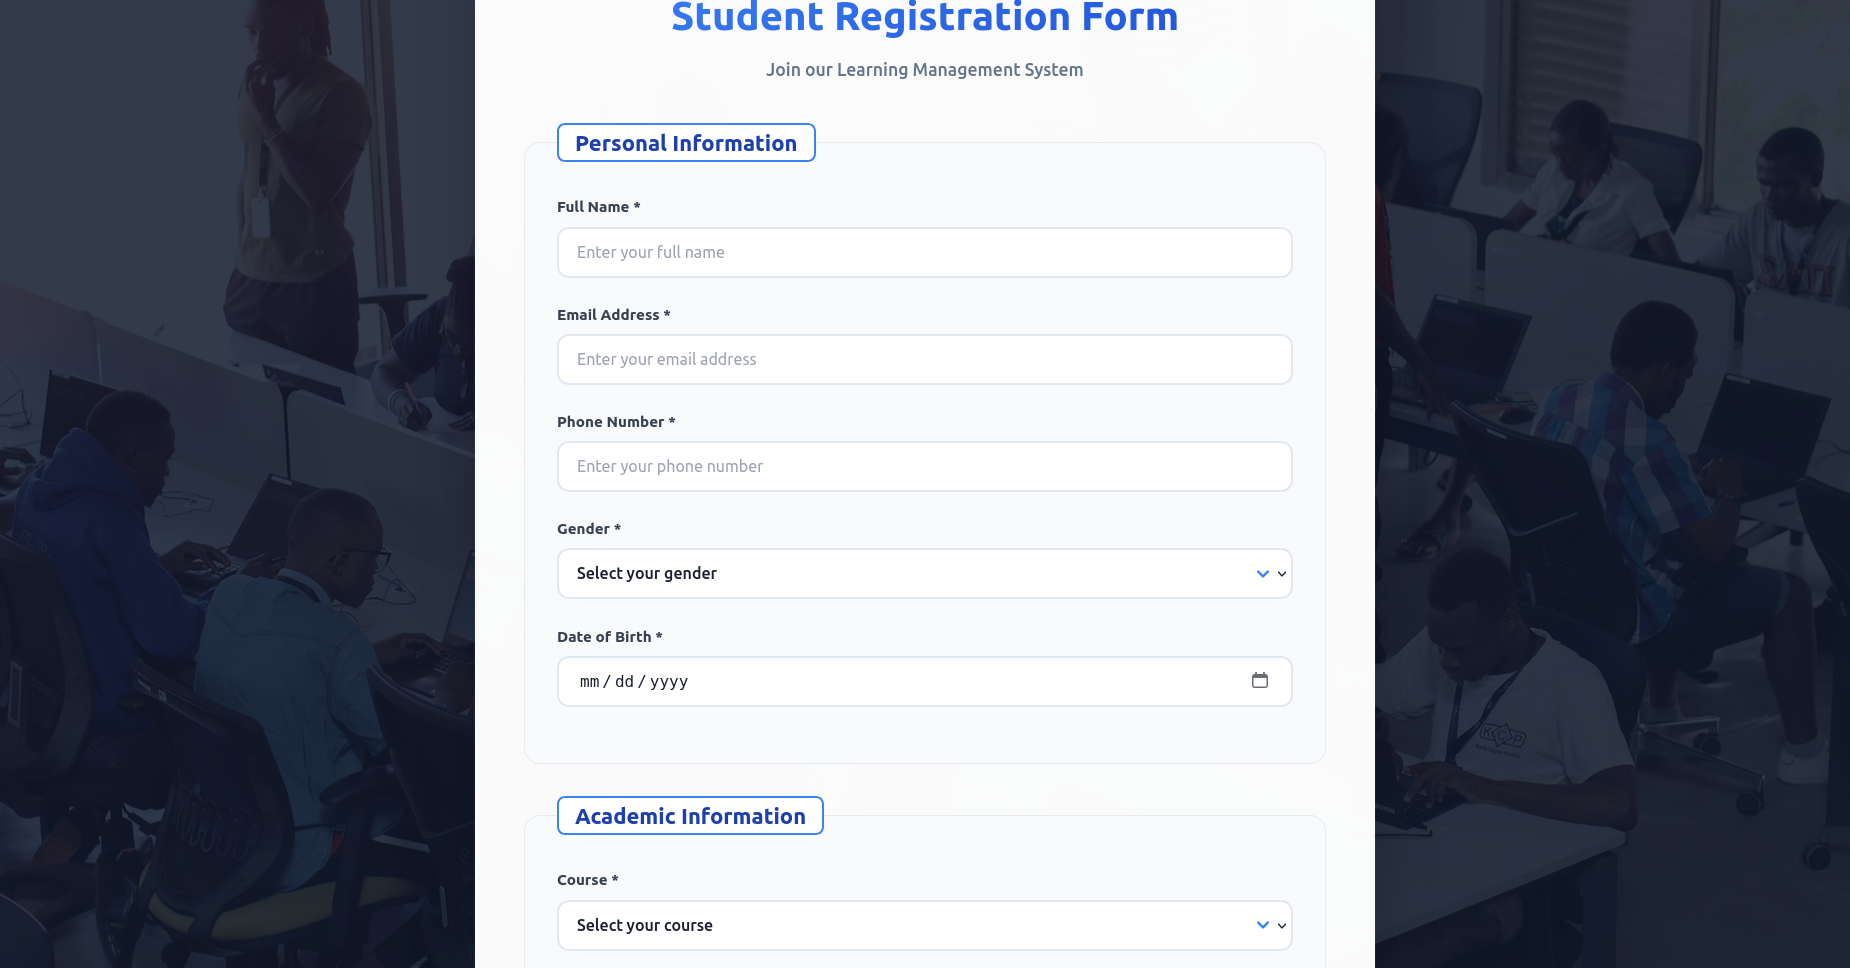 Student Registration Form
Join our Learning Management System
Personal Information
Full Name *
Enter your full name
Email Address *
Enter your email address
Phone Number *
Enter your phone number
Gender *
Select your gender
Date of Birth *
mm/dd/yyyy
Academic Information
Course *
Select your course
KCP